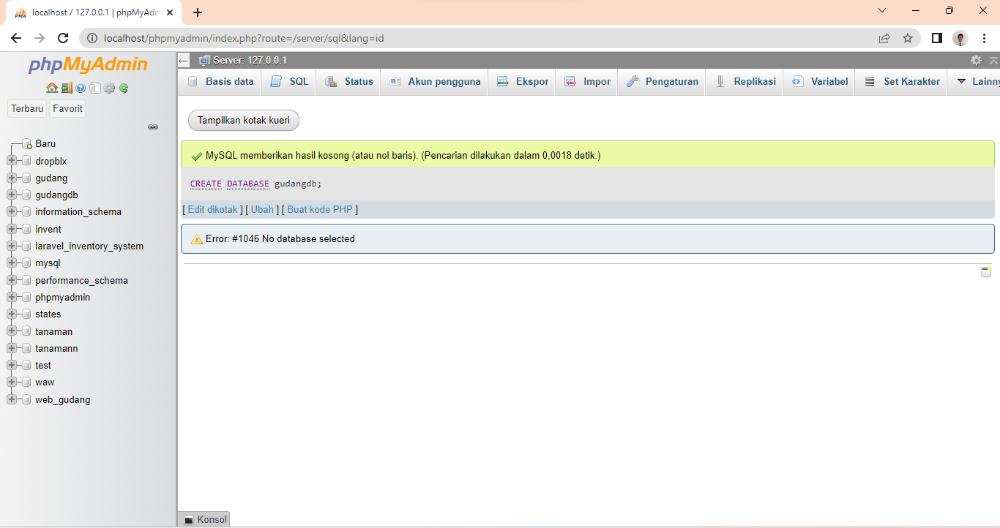 localhost / 127.0.0.1 | phpMyAdm
localhost/phpmyadmin/index.php?route=/server/sql&lang=id
phpMyAdmin
Terbaru
Favorit
Baru
dropbix
gudang
gudangdb
information_schema
invent
laravel_inventory_system
mysql
performance_schema
phpmyadmin
states
tanaman
tanamann
test
waw
web_gudang
Server: 127.0.0.1
Basis data
SQL
Status
Akun pengguna
Ekspor
Impor
Pengaturan
Replikasi
Variabel
Set Karakter
Lainny
Tampilkan kotak kueri
MySQL memberikan hasil kosong (atau nol baris). (Pencarian dilakukan dalam 0,0018 detik.)
CREATE DATABASE gudangdb;
[ Edit dikotak ] [ Ubah ] [ Buat kode PHP ]
Error: #1046 No database selected
Konsol